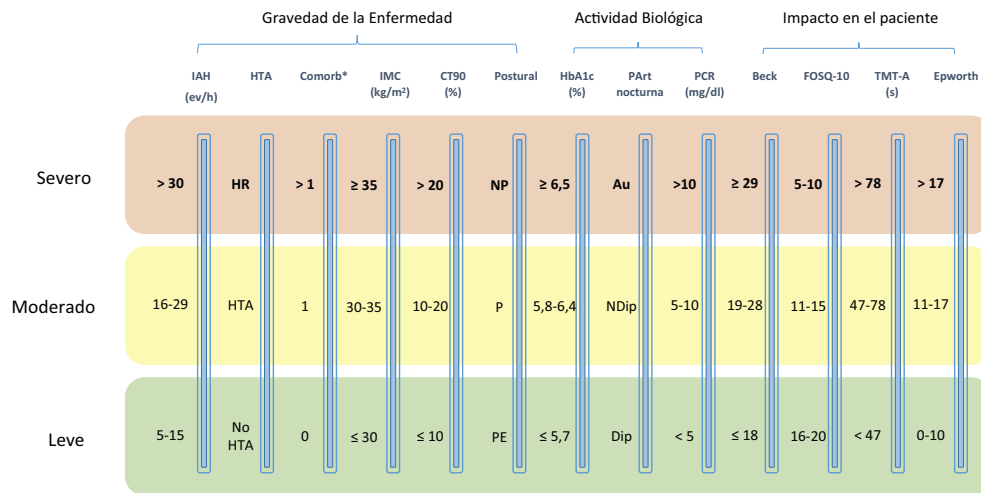 Gravedad de la Enfermedad Actividad Biológica Impacto en el paciente
IAH HTA Comorb* IMC CT90 Postural HbA1c PArt PCR Beck FOSQ-10 TMT-A Epworth
(ev/h) (kg/m²) (%) (%) nocturna (mg/dl) (s)
Severo > 30 HR > 1 ≥ 35 > 20 NP ≥ 6,5 Au >10 ≥ 29 5-10 > 78 > 17
Moderado 16-29 HTA 1 30-35 10-20 P 5,8-6,4 NDip 5-10 19-28 11-15 47-78 11-17
Leve 5-15 No HTA 0 ≤ 30 ≤ 10 PE ≤ 5,7 Dip < 5 ≤ 18 16-20 < 47 0-10